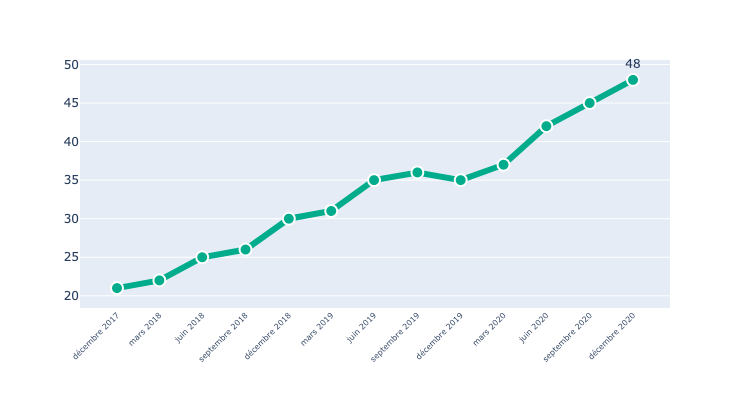 48
50
45
40
35
30
25
20
décembre 2017
mars 2018
juin 2018
septembre 2018
décembre 2018
mars 2019
juin 2019
septembre 2019
décembre 2019
mars 2020
juin 2020
septembre 2020
décembre 2020